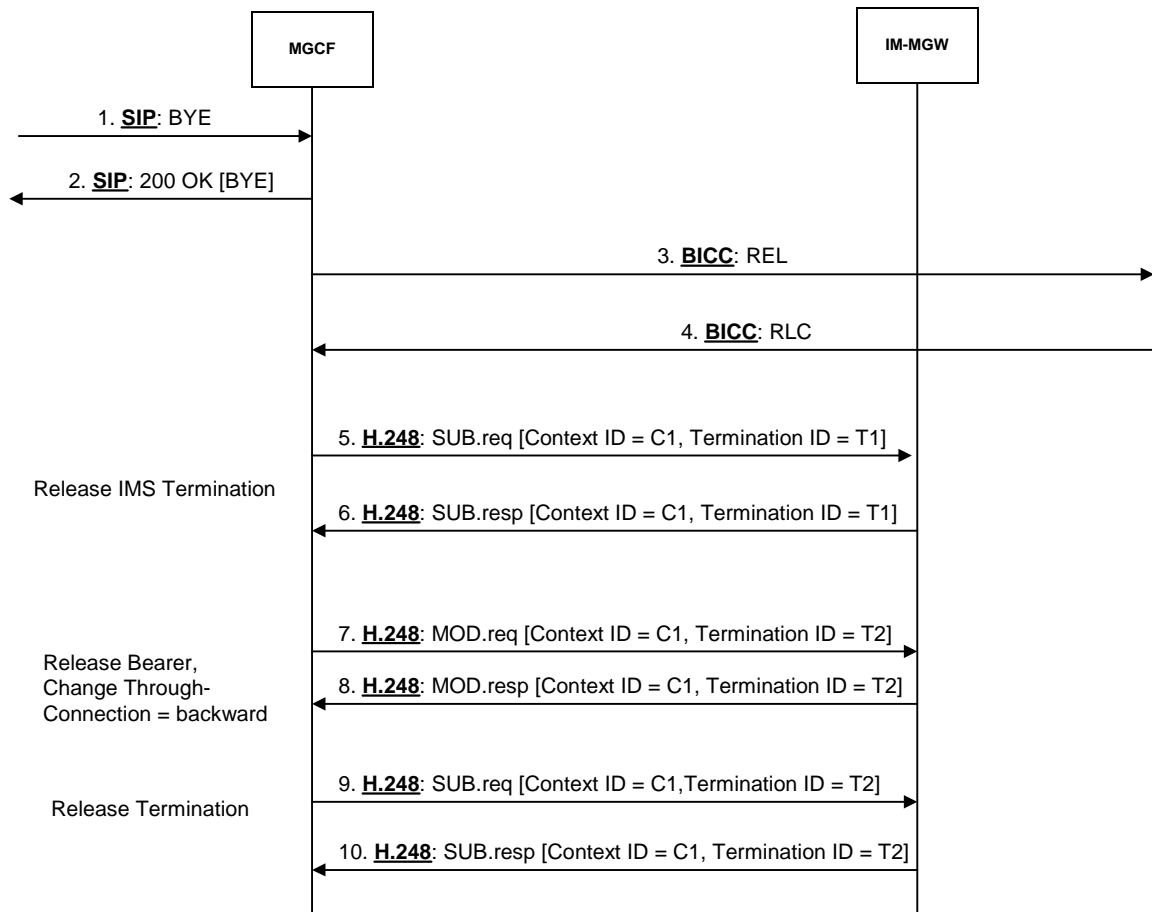 MGCF
IM-MGW
1. SIP: BYE
2. SIP: 200 OK [BYE]
3. BICC: REL
4. BICC: RLC
5. H.248: SUB.req [Context ID = C1, Termination ID = T1]
Release IMS Termination
6. H.248: SUB.resp [Context ID = C1, Termination ID = T1]
7. H.248: MOD.req [Context ID = C1, Termination ID = T2]
Release Bearer,
Change Through-
Connection = backward
8. H.248: MOD.resp [Context ID = C1, Termination ID = T2]
9. H.248: SUB.req [Context ID = C1,Termination ID = T2]
Release Termination
10. H.248: SUB.resp [Context ID = C1, Termination ID = T2]